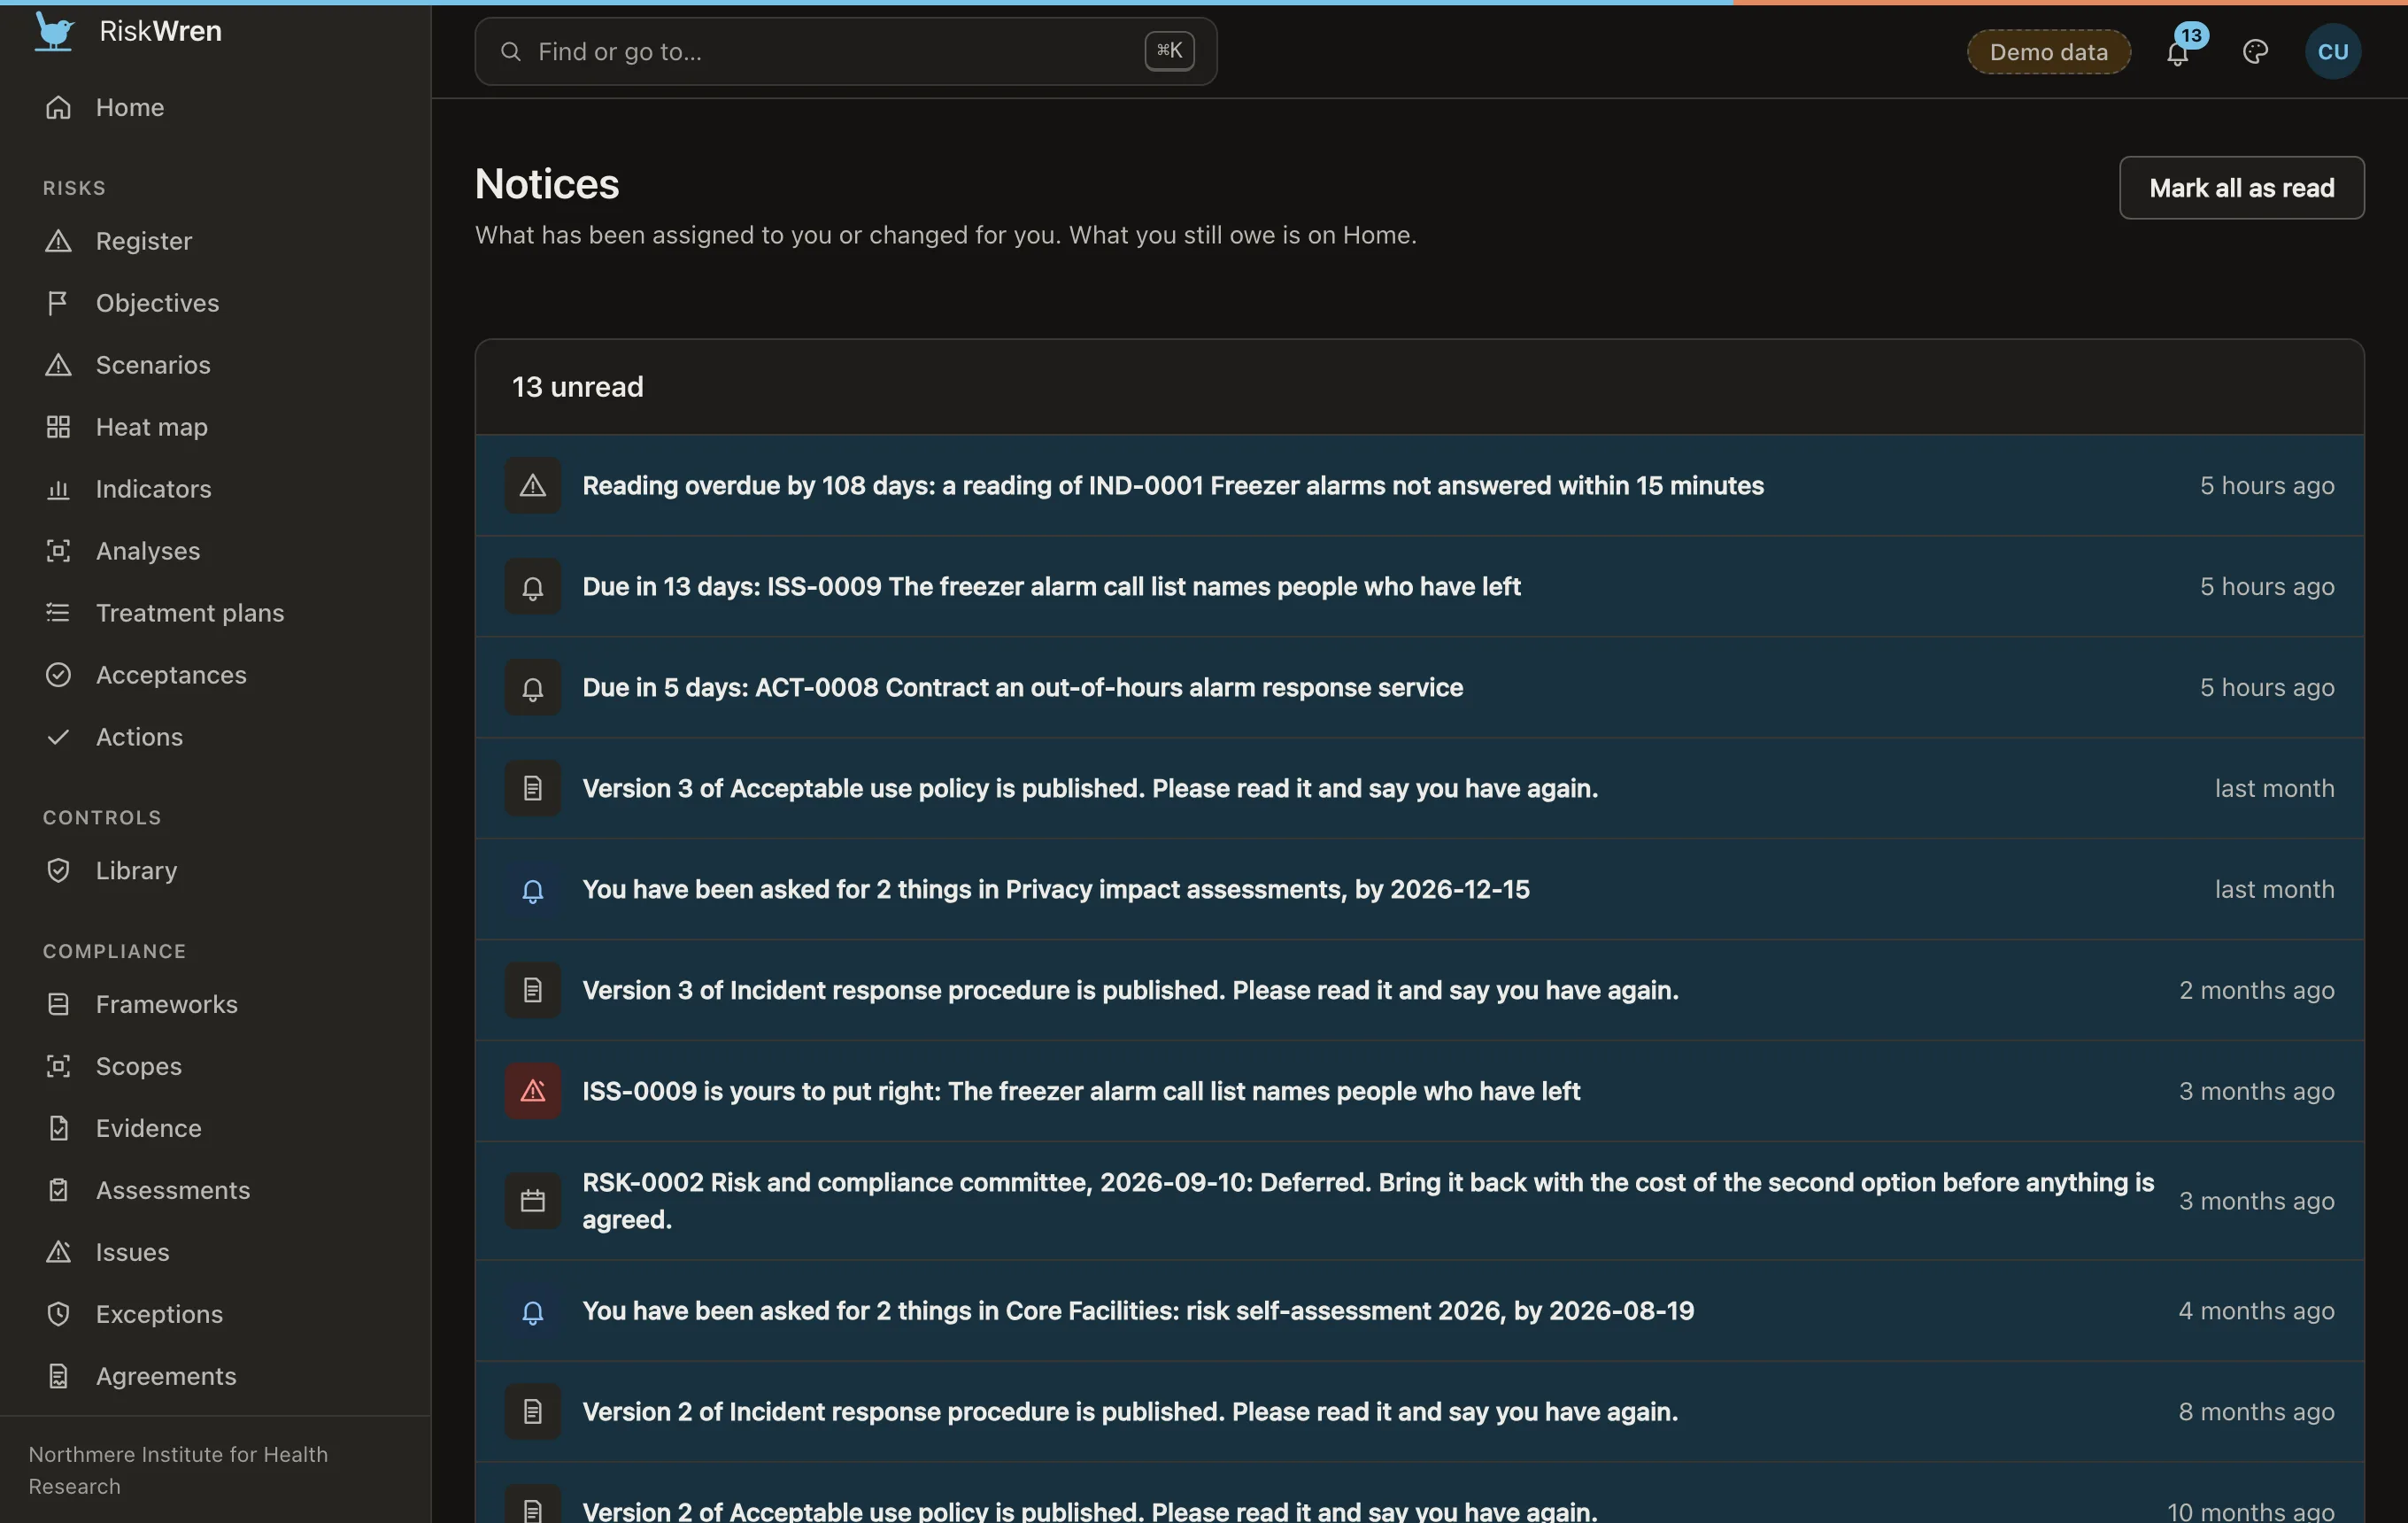 RiskWren
Find or go to...
⌘K
Demo data
13
CU
Home
RISKS
Register
Objectives
Scenarios
Heat map
Indicators
Analyses
Treatment plans
Acceptances
Actions
CONTROLS
Library
COMPLIANCE
Frameworks
Scopes
Evidence
Assessments
Issues
Exceptions
Agreements
Northmere Institute for Health
Research
Notices
Mark all as read
What has been assigned to you or changed for you. What you still owe is on Home.
13 unread
Reading overdue by 108 days: a reading of IND-0001 Freezer alarms not answered within 15 minutes
5 hours ago
Due in 13 days: ISS-0009 The freezer alarm call list names people who have left
5 hours ago
Due in 5 days: ACT-0008 Contract an out-of-hours alarm response service
5 hours ago
Version 3 of Acceptable use policy is published. Please read it and say you have again.
last month
You have been asked for 2 things in Privacy impact assessments, by 2026-12-15
last month
Version 3 of Incident response procedure is published. Please read it and say you have again.
2 months ago
ISS-0009 is yours to put right: The freezer alarm call list names people who have left
3 months ago
RSK-0002 Risk and compliance committee, 2026-09-10: Deferred. Bring it back with the cost of the second option before anything is
agreed.
3 months ago
You have been asked for 2 things in Core Facilities: risk self-assessment 2026, by 2026-08-19
4 months ago
Version 2 of Incident response procedure is published. Please read it and say you have again.
8 months ago
Version 2 of Acceptable use policy is published. Please read it and say you have again.
10 months ago